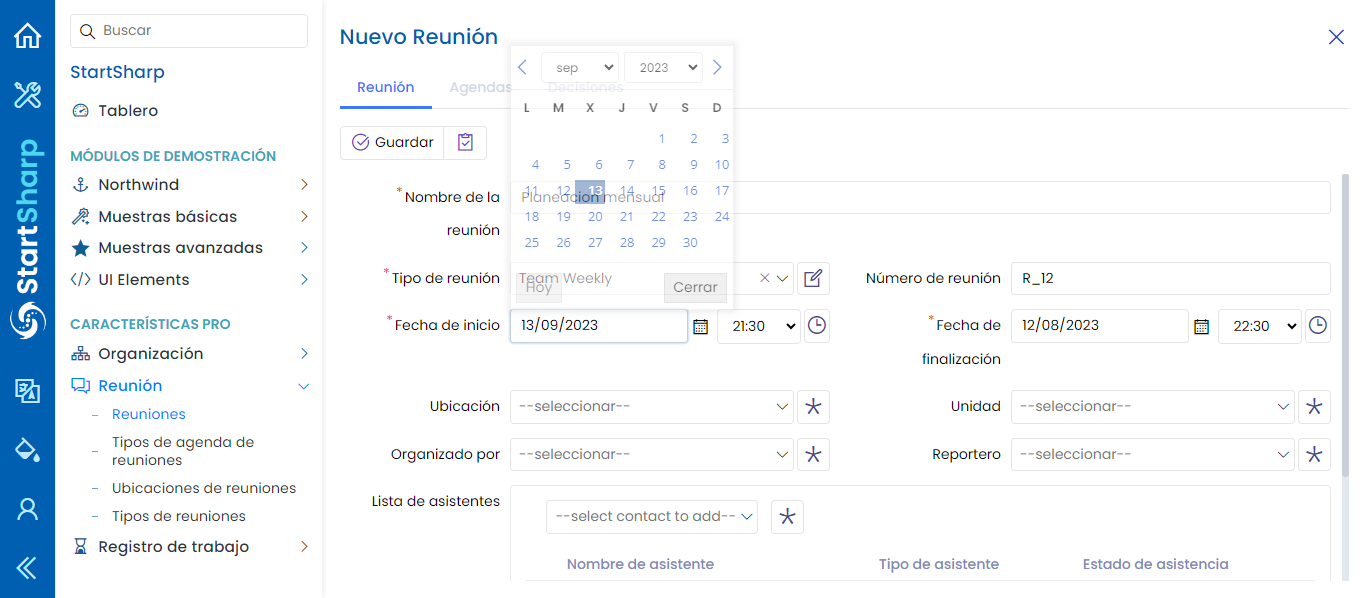 Buscar
StartSharp
Tablero
MÓDULOS DE DEMOSTRACIÓN
Northwind
Muestras básicas
Muestras avanzadas
UI Elements
CARACTERÍSTICAS PRO
Organización
Reunión
Reuniones
Tipos de agenda de
reuniones
Ubicaciones de reuniones
Tipos de reuniones
Registro de trabajo
StartSharp
Nuevo Reunión
Reunión Agendas Decisiones
Guardar
sep 2023
L M X J V S D
1 2 3
4 5 6 7 8 9 10
11 12 13 14 15 16 17
18 19 20 21 22 23 24
25 26 27 28 29 30
Hoy Cerrar
*Nombre de la
reunión
Planeacion mensual
*Tipo de reunión Team Weekly
Número de reunión R_12
*Fecha de inicio 13/09/2023 21:30
*Fecha de
finalización
12/08/2023 22:30
Ubicación --seleccionar--
Unidad --seleccionar--
Organizado por --seleccionar--
Reportero --seleccionar--
Lista de asistentes
--select contact to add--
Nombre de asistente Tipo de asistente Estado de asistencia